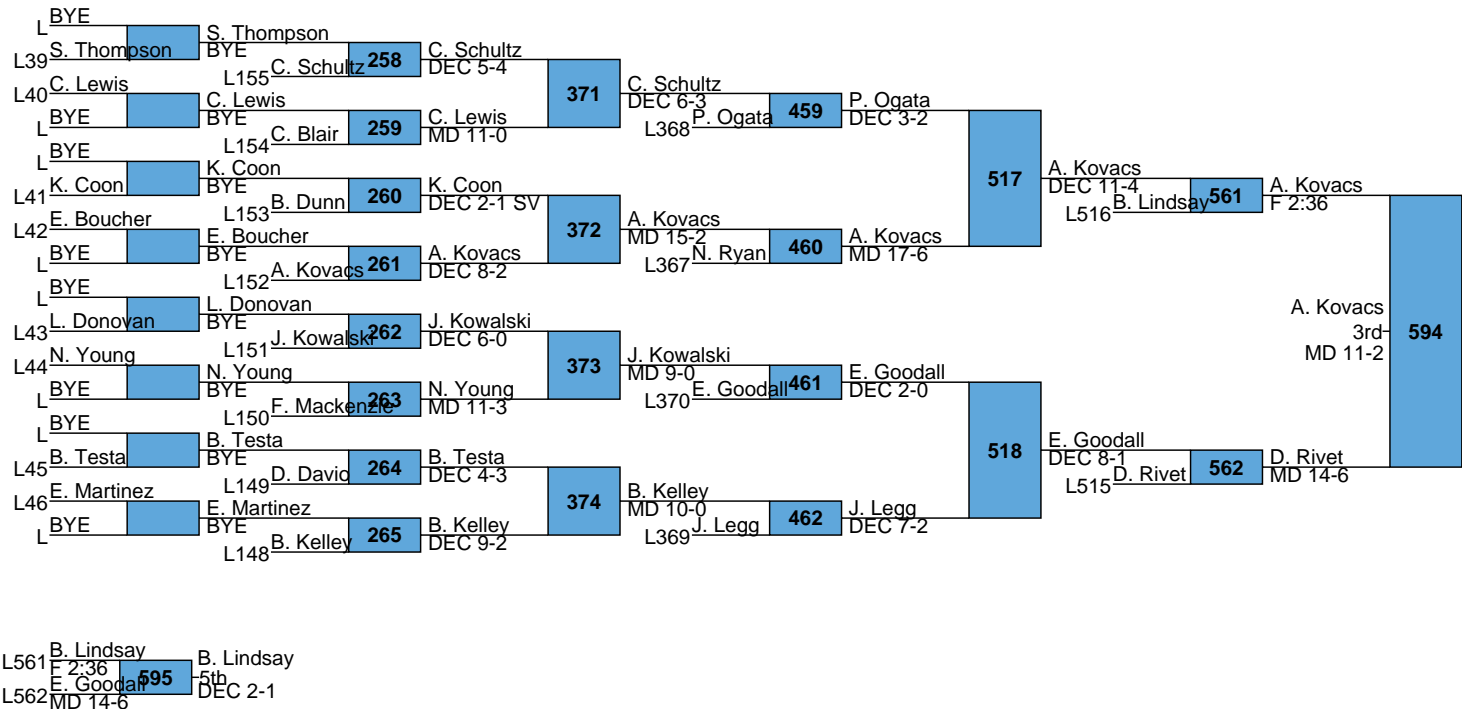 L BYE
L39 S. Thompson
S. Thompson
BYE
L155 C. Schultz
258
C. Schultz
DEC 5-4
L40 C. Lewis
L BYE
C. Lewis
BYE
L154 C. Blair
259
C. Lewis
MD 11-0
371
C. Schultz
DEC 6-3
L368 P. Ogata
459
P. Ogata
DEC 3-2
L BYE
L41 K. Coon
K. Coon
BYE
L153 B. Dunn
260
K. Coon
DEC 2-1 SV
L42 E. Boucher
L BYE
E. Boucher
BYE
L152 A. Kovacs
261
A. Kovacs
DEC 8-2
372
A. Kovacs
MD 15-2
L367 N. Ryan
460
A. Kovacs
MD 17-6
517
A. Kovacs
DEC 11-4
L516 B. Lindsay
561
A. Kovacs
F 2:36
L BYE
L43 L. Donovan
L. Donovan
BYE
L151 J. Kowalski
262
J. Kowalski
DEC 6-0
L44 N. Young
L BYE
N. Young
BYE
L150 F. Mackenzie
263
N. Young
MD 11-3
373
J. Kowalski
MD 9-0
L370 E. Goodall
461
E. Goodall
DEC 2-0
L BYE
L45 B. Testa
B. Testa
BYE
L149 D. David
264
B. Testa
DEC 4-3
L46 E. Martinez
L BYE
E. Martinez
BYE
L148 B. Kelley
265
B. Kelley
DEC 9-2
374
B. Kelley
MD 10-0
L369 J. Legg
462
J. Legg
DEC 7-2
518
E. Goodall
DEC 8-1
L515 D. Rivet
562
D. Rivet
MD 14-6
A. Kovacs
3rd
MD 11-2
594
L561 B. Lindsay
F 2:36
L562 E. Goodall
MD 14-6
595
B. Lindsay
5th
DEC 2-1